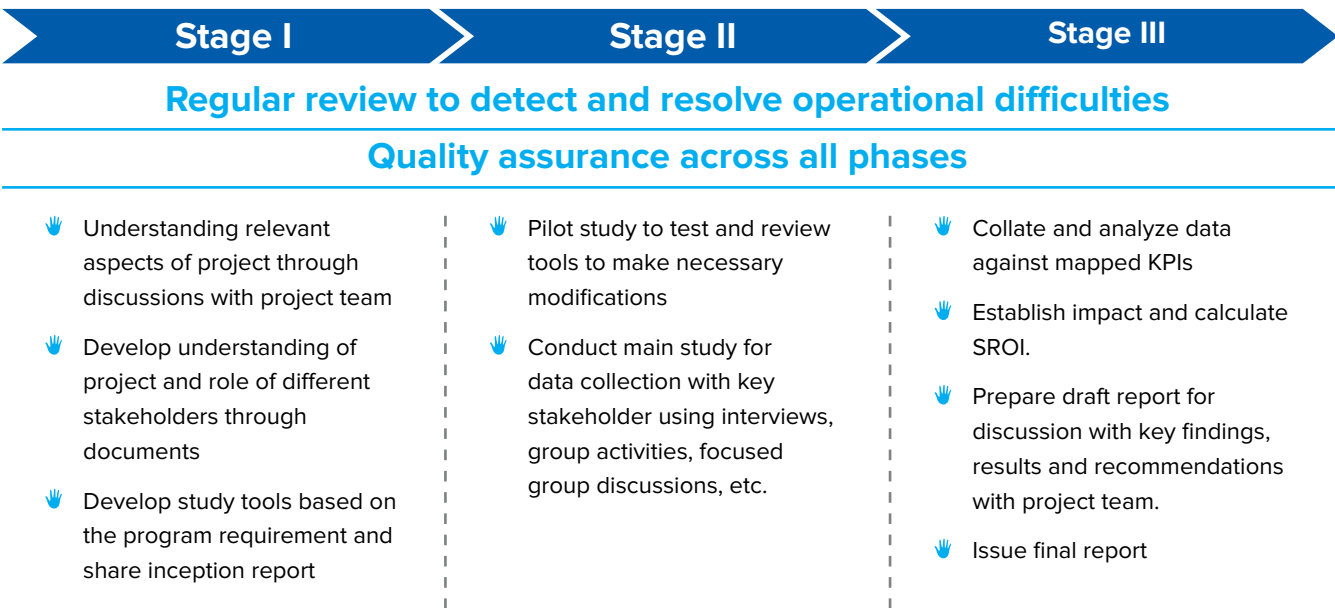 Stage I
Stage II
Stage III
Regular review to detect and resolve operational difficulties
Quality assurance across all phases
Understanding relevant
aspects of project through
discussions with project team
Develop understanding of
project and role of different
stakeholders through
documents
Develop study tools based on
the program requirement and
share inception report
Pilot study to test and review
tools to make necessary
modifications
Conduct main study for
data collection with key
stakeholder using interviews,
group activities, focused
group discussions, etc.
Collate and analyze data
against mapped KPIs
Establish impact and calculate
SROI.
Prepare draft report for
discussion with key findings,
results and recommendations
with project team.
Issue final report